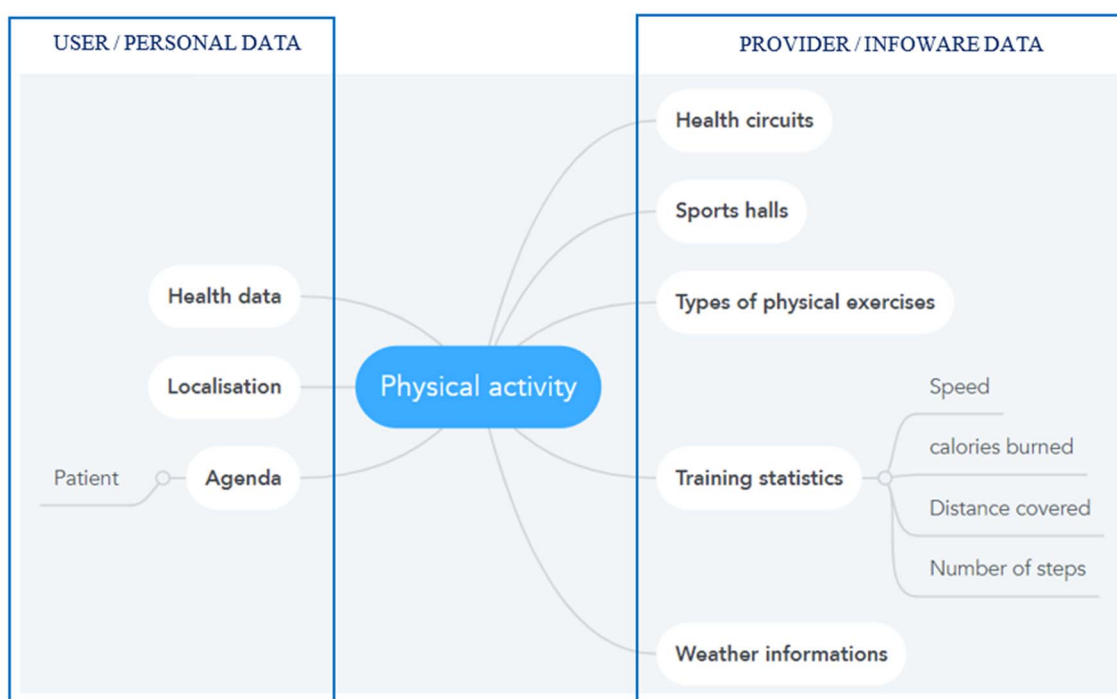 USER / PERSONAL DATA
PROVIDER / INFOWARE DATA
Health data
Localisation
Agenda
Patient
Physical activity
Health circuits
Sports halls
Types of physical exercises
Training statistics
Speed
calories burned
Distance covered
Number of steps
Weather informations